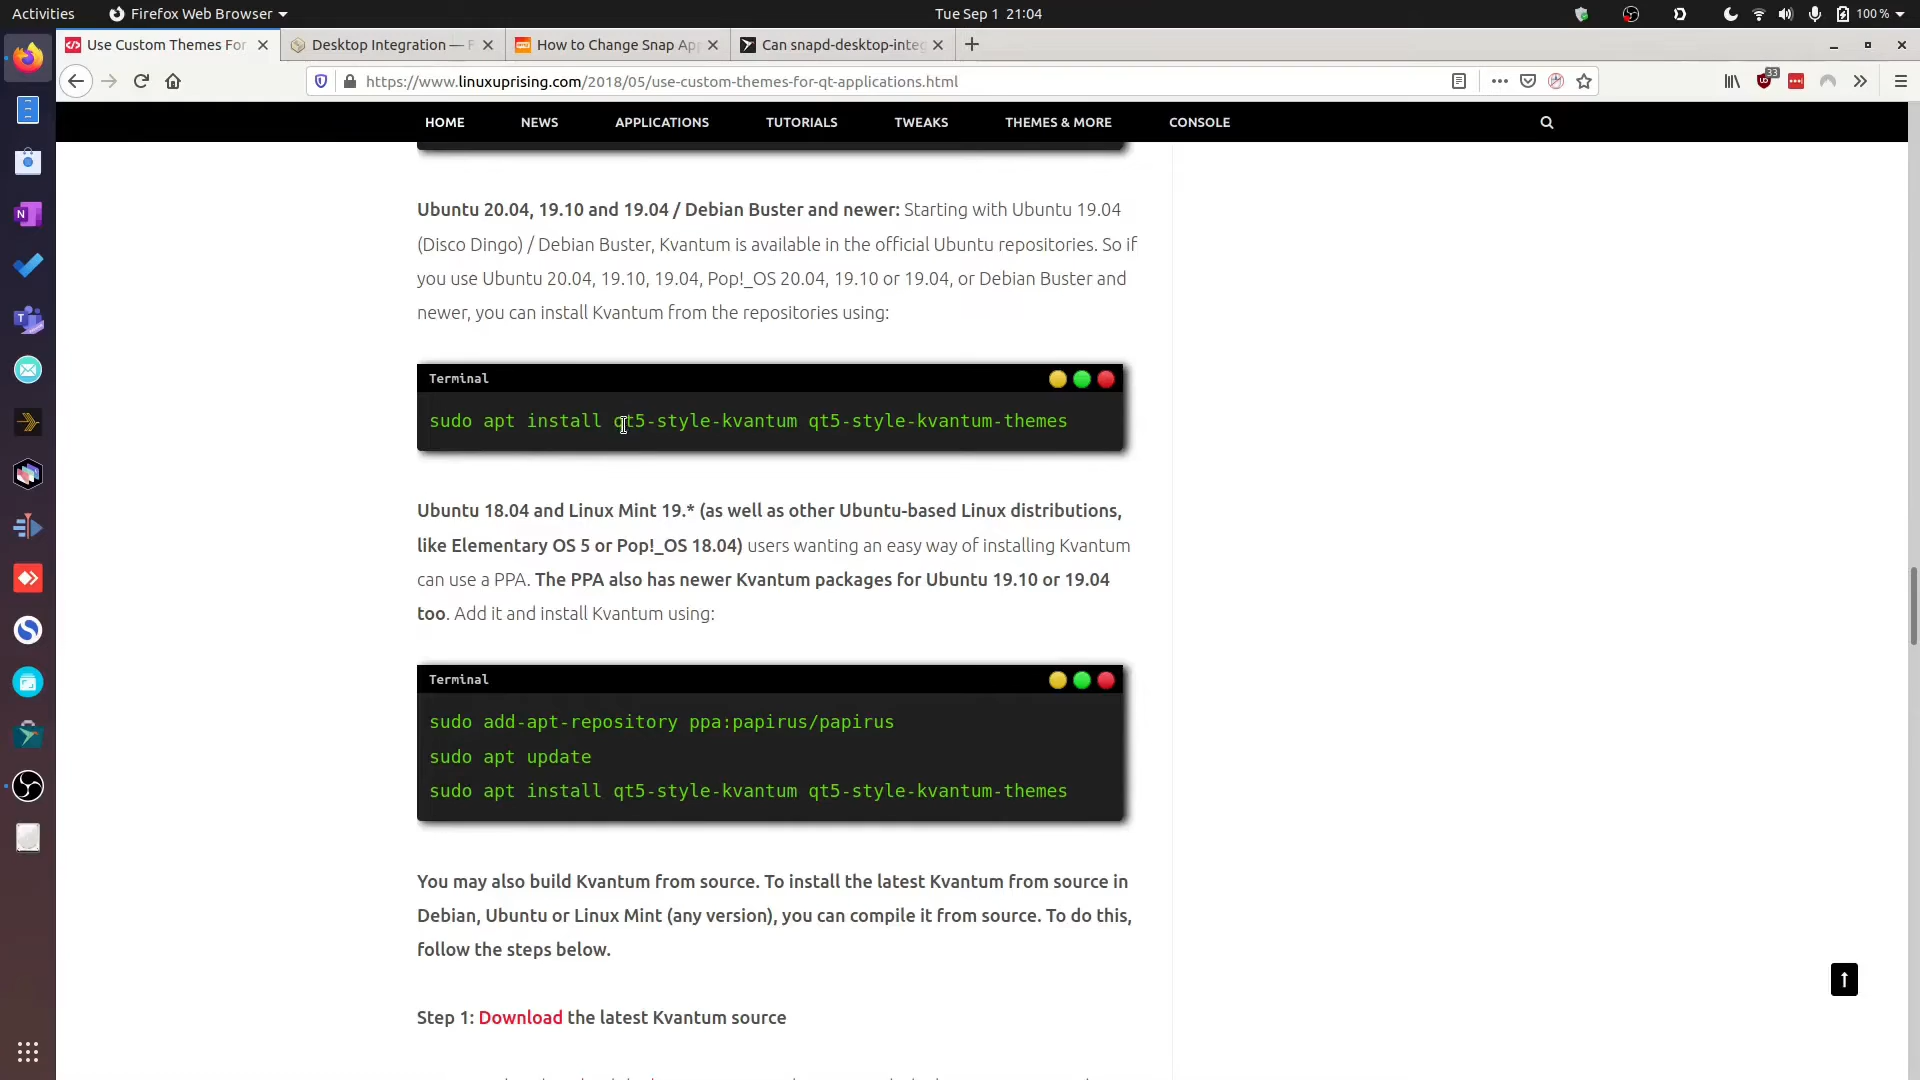 Activities Firefox Web Browser Tue Sep 1 21:04 100 %
Use Custom Themes For Desktop Integration — F How to Change Snap Ap Can snapd-desktop-inte
https://www.linuxuprising.com/2018/05/use-custom-themes-for-qt-applications.html 33
HOME NEWS APPLICATIONS TUTORIALS TWEAKS THEMES & MORE CONSOLE
Ubuntu 20.04, 19.10 and 19.04 / Debian Buster and newer: Starting with Ubuntu 19.04
(Disco Dingo) / Debian Buster, Kvantum is available in the official Ubuntu repositories. So if
you use Ubuntu 20.04, 19.10, 19.04, Pop!_OS 20.04, 19.10 or 19.04, or Debian Buster and
newer, you can install Kvantum from the repositories using:
Terminal
sudo apt install qt5-style-kvantum qt5-style-kvantum-themes
Ubuntu 18.04 and Linux Mint 19.* (as well as other Ubuntu-based Linux distributions,
like Elementary OS 5 or Pop!_OS 18.04) users wanting an easy way of installing Kvantum
can use a PPA. The PPA also has newer Kvantum packages for Ubuntu 19.10 or 19.04
too. Add it and install Kvantum using:
Terminal
sudo add-apt-repository ppa:papirus/papirus
sudo apt update
sudo apt install qt5-style-kvantum qt5-style-kvantum-themes
You may also build Kvantum from source. To install the latest Kvantum from source in
Debian, Ubuntu or Linux Mint (any version), you can compile it from source. To do this,
follow the steps below.
Step 1: Download the latest Kvantum source